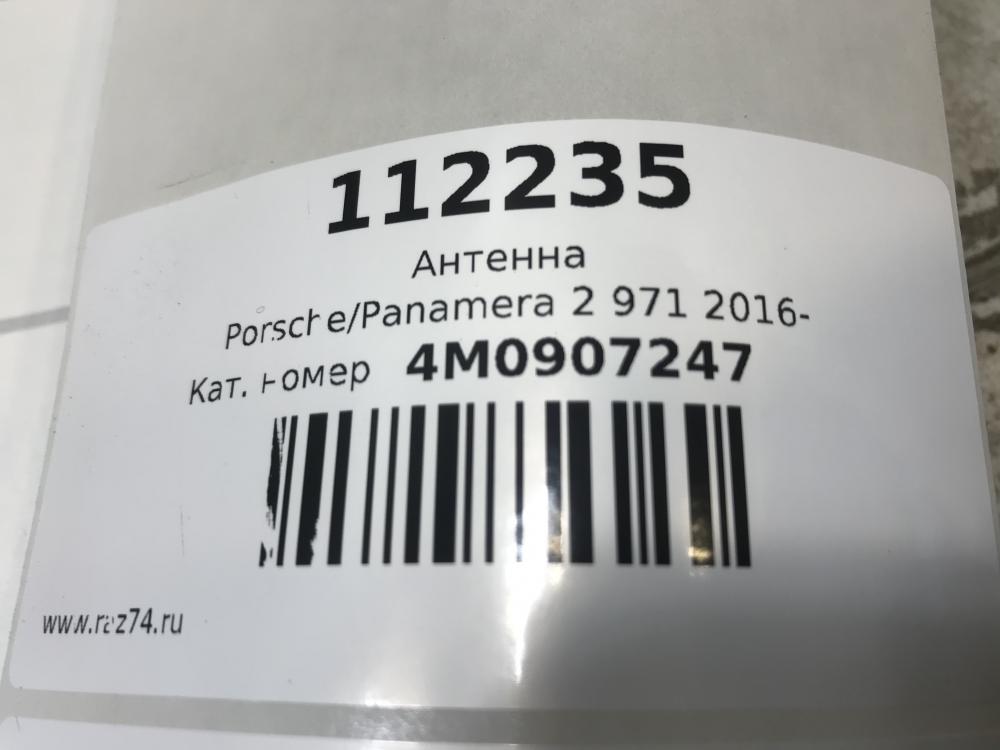 112235
Антенна
Porsche/Panamera 2 971 2016-
Кат. номер 4M0907247
www.raz74.ru